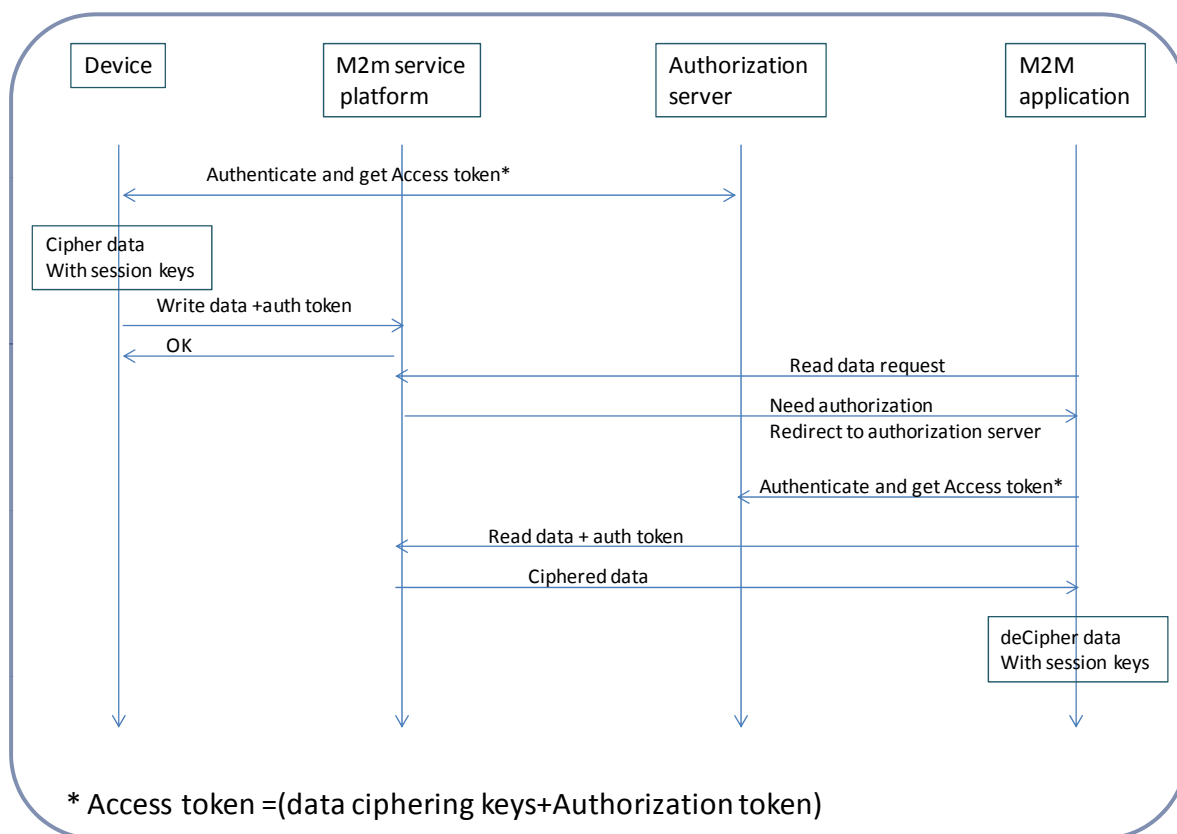 Device
M2m service
platform
Authorization
server
M2M
application
Authenticate and get Access token*
Cipher data
With session keys
Write data +auth token
OK
Read data request
Need authorization
Redirect to authorization server
Authenticate and get Access token*
Read data + auth token
Ciphered data
deCipher data
With session keys
* Access token =(data ciphering keys+Authorization token)